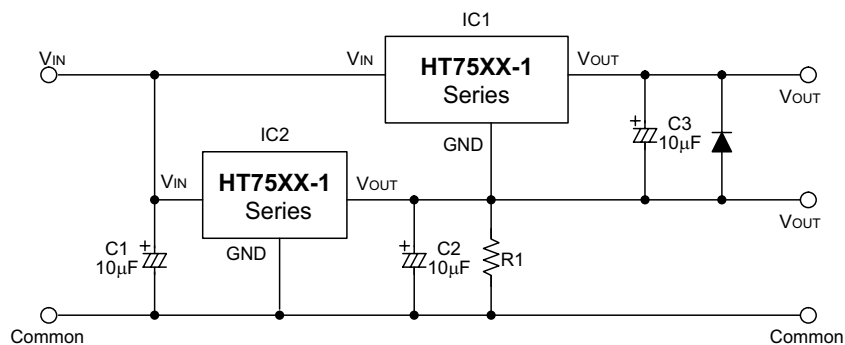 IC1
VIN
VIN
HT75XX-1
Series
VOUT
VOUT
GND
C3
10μF
IC2
VIN
HT75XX-1
Series
VOUT
VOUT
GND
C1
10μF
C2
10μF
R1
Common
Common